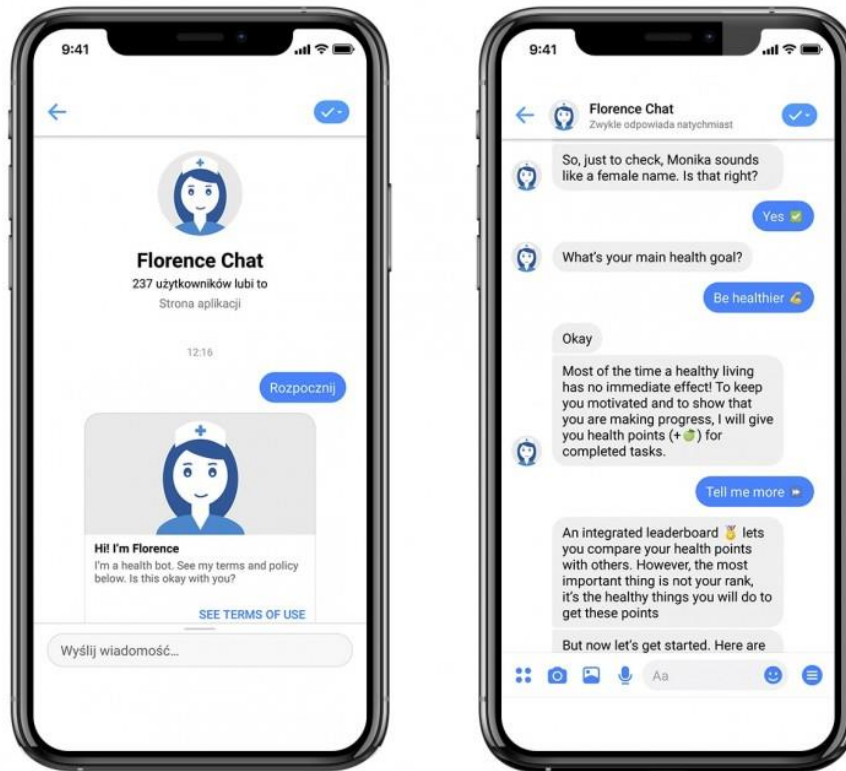 9:41
Florence Chat
237 użytkowników lubi to
Strona aplikacji
12:16
Rozpocznij
Hi! I'm Florence
I'm a health bot. See my terms and policy
below. Is this okay with you?
SEE TERMS OF USE
Wyślij wiadomość...
9:41
Florence Chat
Zwykle odpowiada natychmiast
So, just to check, Monika sounds
like a female name. Is that right?
Yes ✅
What's your main health goal?
Be healthier 💪
Okay
Most of the time a healthy living
has no immediate effect! To keep
you motivated and to show that
you are making progress, I will give
you health points (+🍏) for
completed tasks.
Tell me more ⏩
An integrated leaderboard 🏅 lets
you compare your health points
with others. However, the most
important thing is not your rank,
it's the healthy things you will do to
get these points
But now let's get started. Here are
Aa